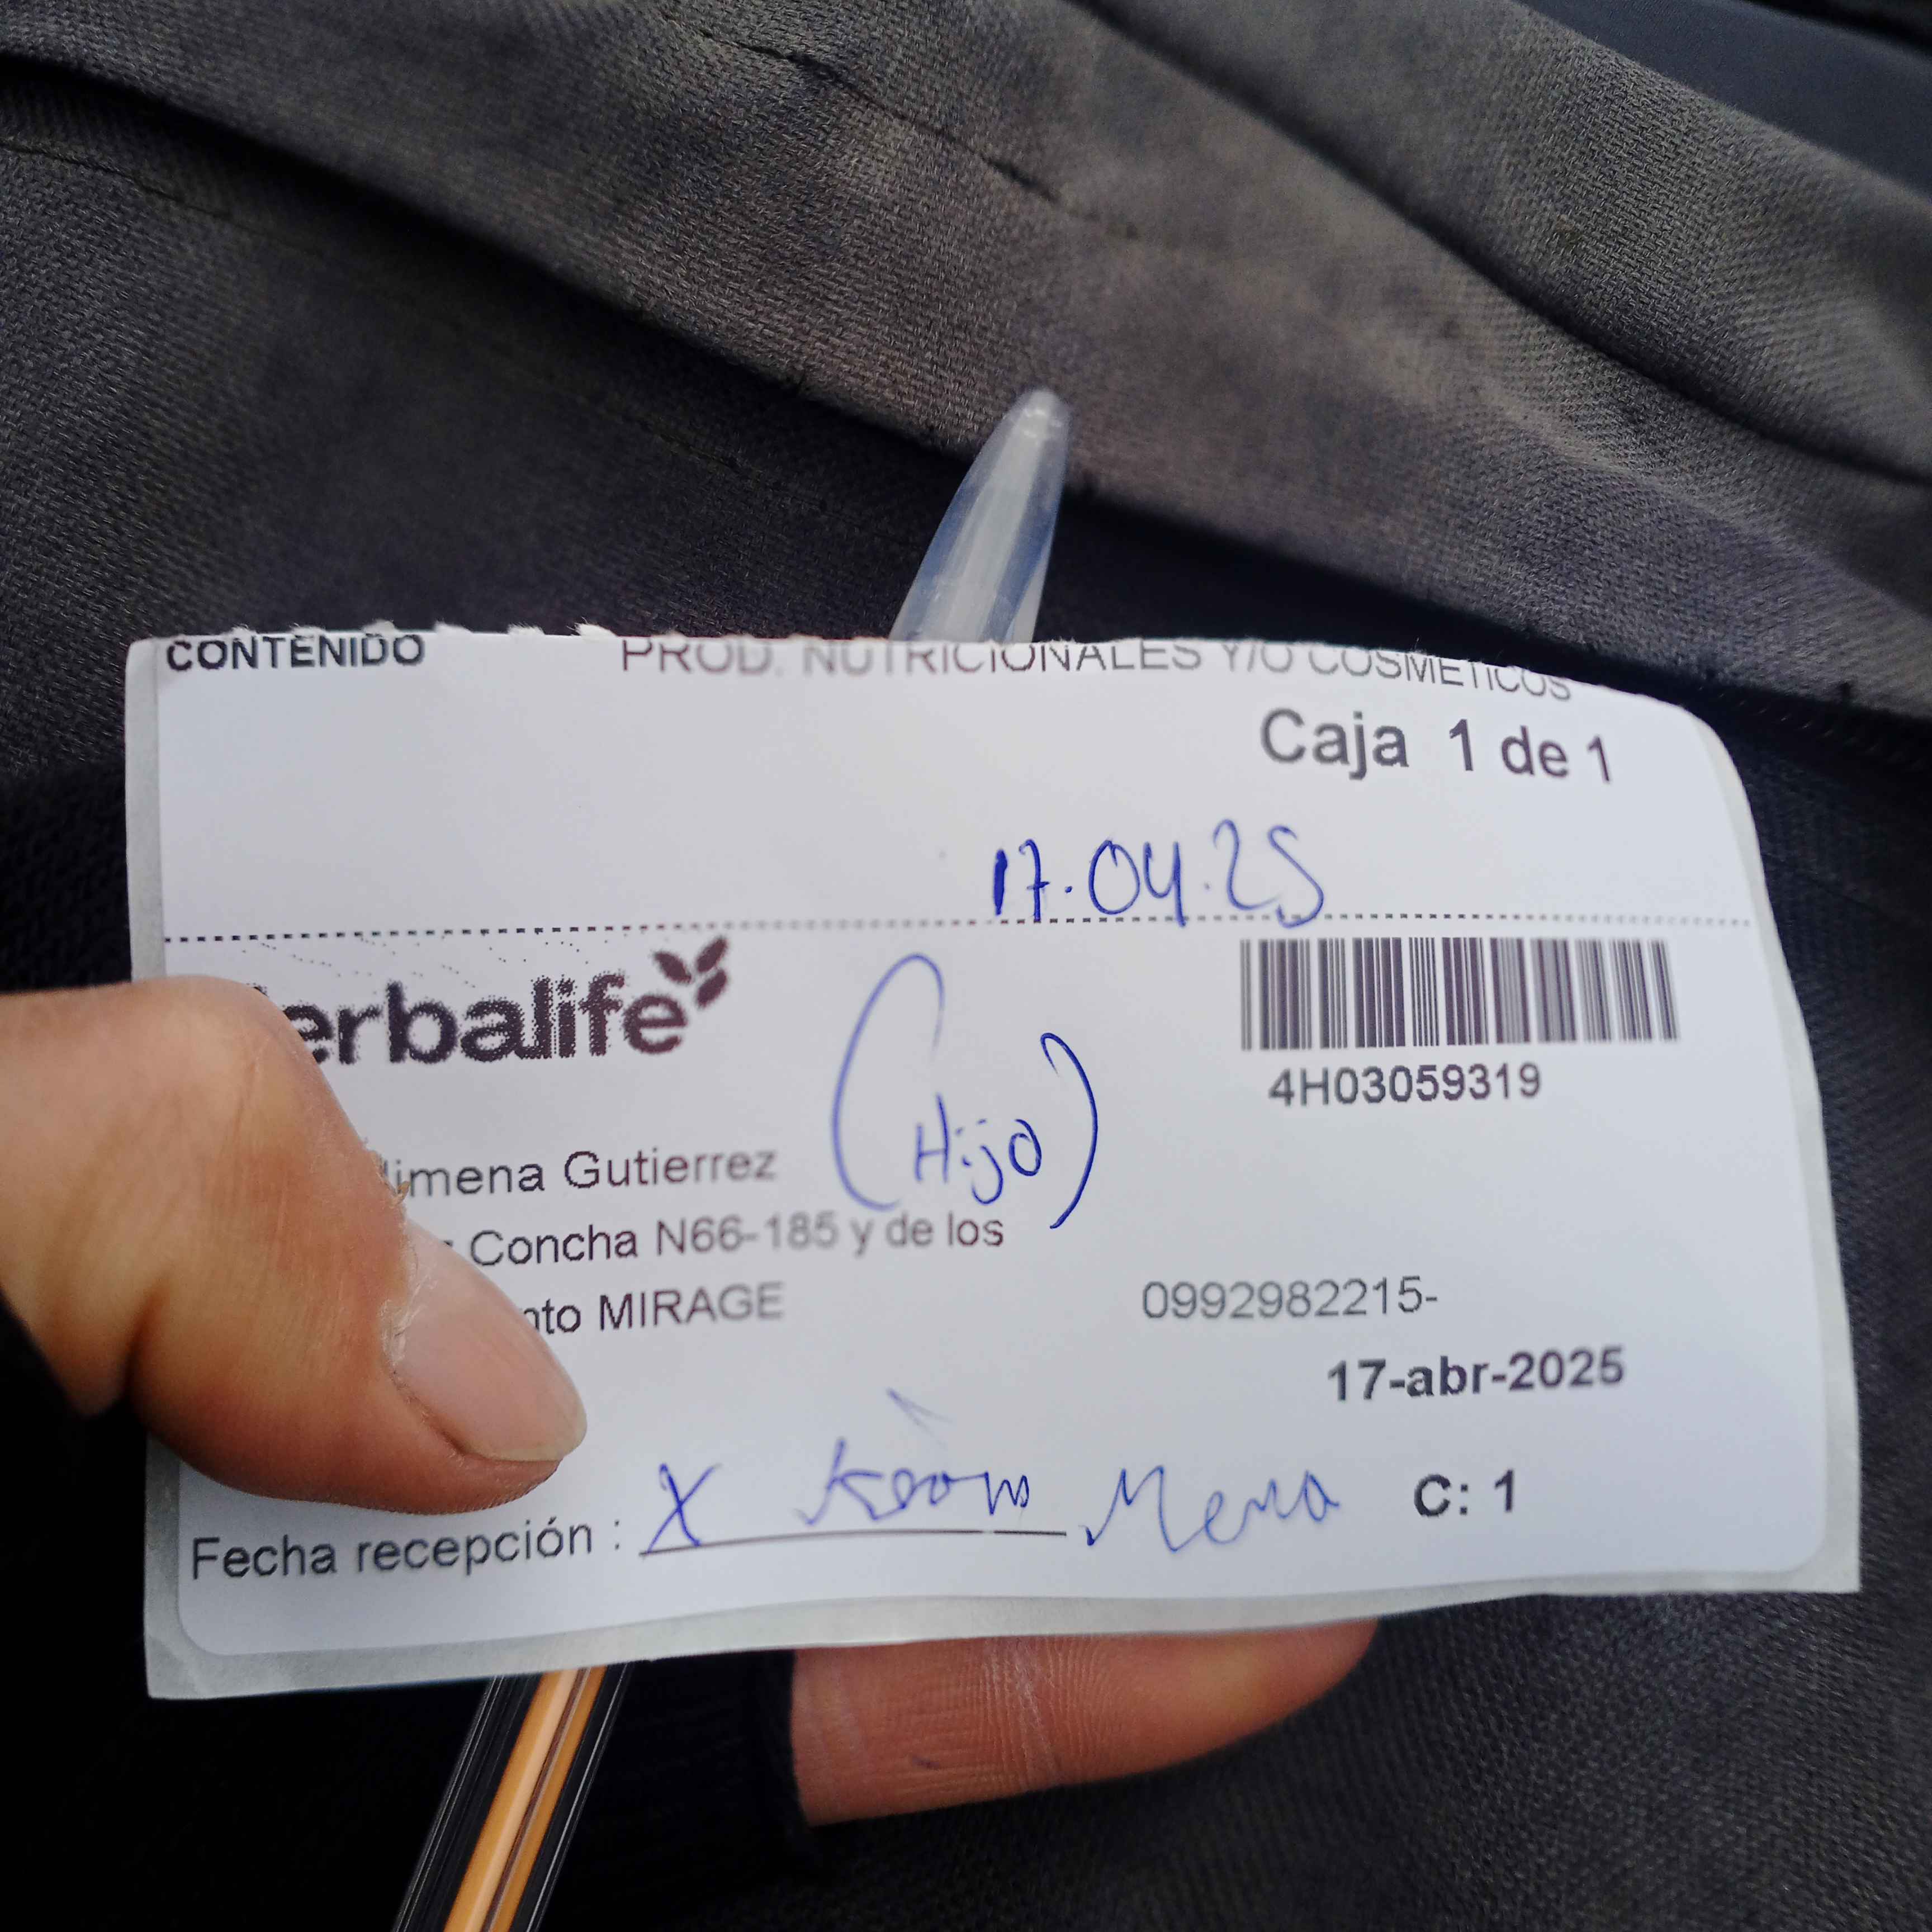 CONTENIDO PROD. NUTRICIONALES Y/O COSMETICOS
Caja 1 de 1
17.04.25
erbalife
(Hijo)
4H03059319
imena Gutierrez
Concha N66-185 y de los
nto MIRAGE
0992982215-
17-abr-2025
Fecha recepción : X Mena C: 1